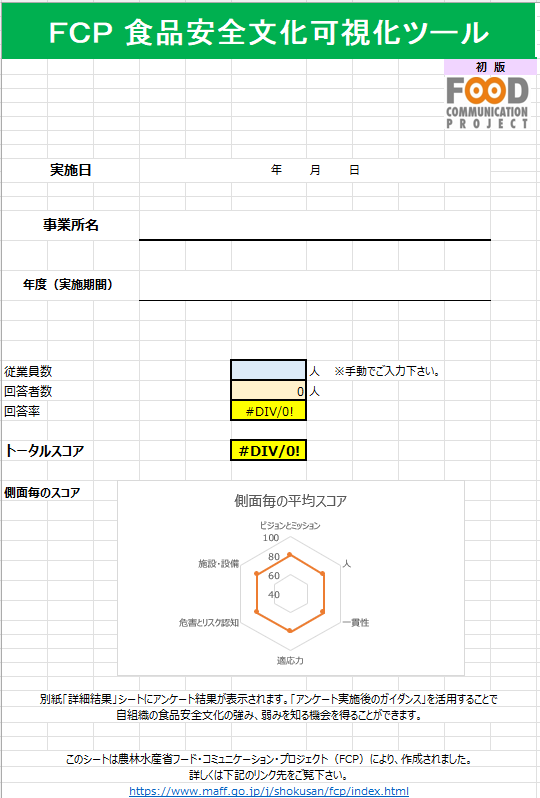 FCP 食品安全文化可視化ツール
初 版
FOOD
COMMUNICATION
PROJECT
実施日 年 月 日
事業所名
年度（実施期間）
従業員数 人 ※手動でご入力下さい。
回答者数 0 人
回答率 #DIV/0!
トータルスコア #DIV/0!
側面毎のスコア
側面毎の平均スコア
ビジョンとミッション
100
80
施設・設備 人
60
40
危害とリスク認知 一貫性
適応力
別紙「詳細結果」シートにアンケート結果が表示されます。「アンケート実施後のガイダンス」を活用することで
自組織の食品安全文化の強み、弱みを知る機会を得ることができます。
このシートは農林水産省フード・コミュニケーション・プロジェクト（FCP）により、作成されました。
詳しくは下記のリンク先をご覧下さい。
https://www.maff.go.jp/j/shokusan/fcp/index.html